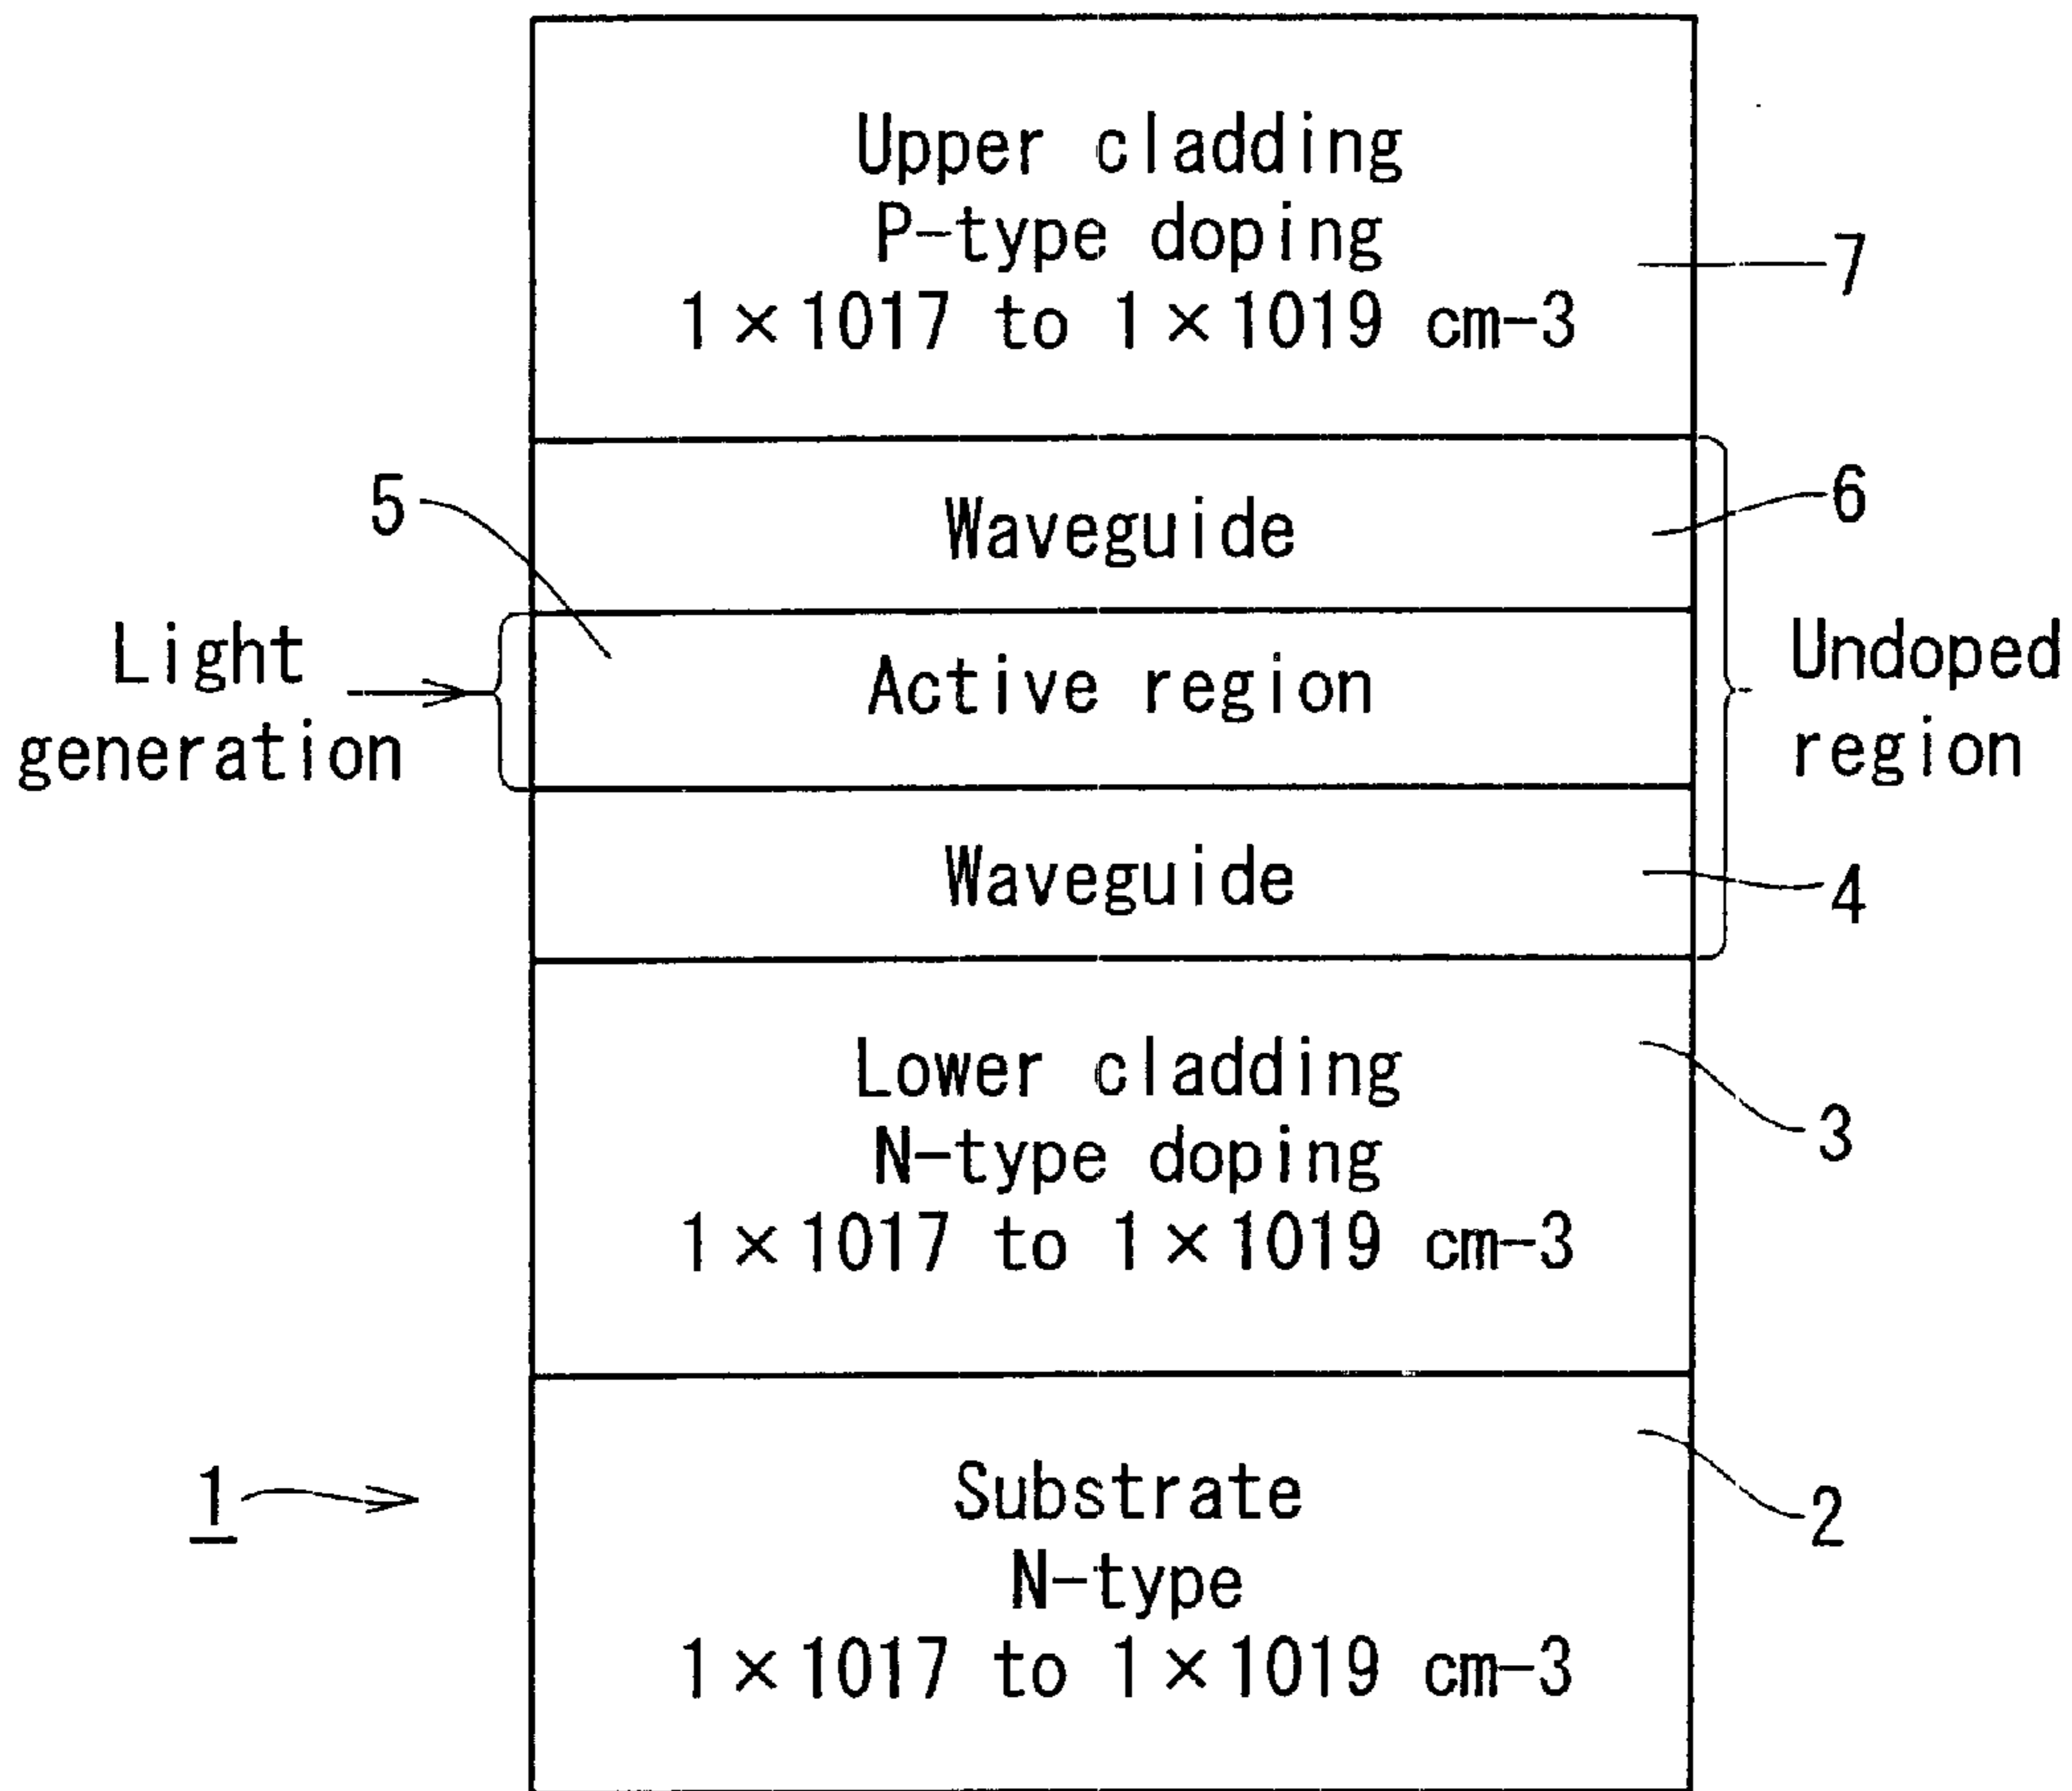 Upper cladding
P-type doping
1×1017 to 1×1019 cm-3
7
5
Waveguide
6
Light
generation
Active region
Undoped
region
Waveguide
4
Lower cladding
N-type doping
1×1017 to 1×1019 cm-3
3
1
Substrate
N-type
1×1017 to 1×1019 cm-3
2